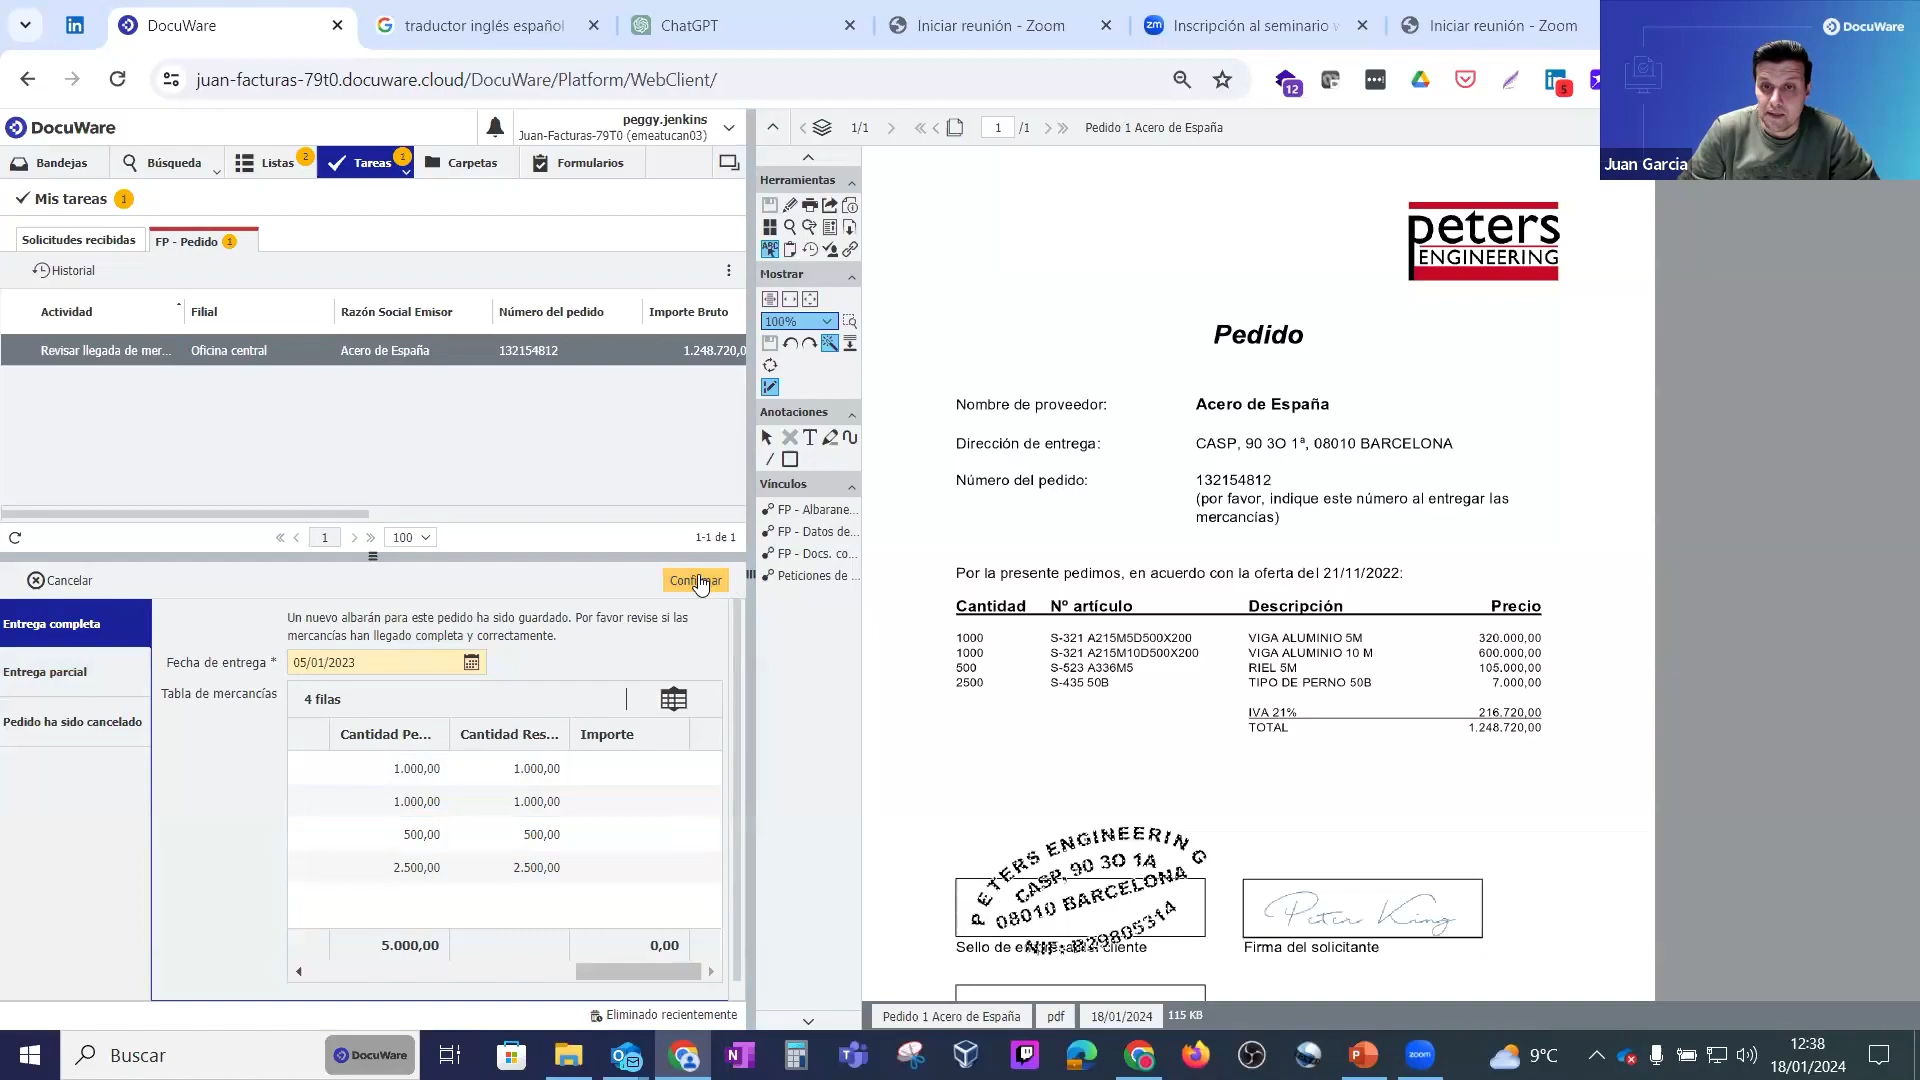 DocuWare
traductor inglés español
ChatGPT
Iniciar reunión - Zoom
Inscripción al seminario
Iniciar reunión - Zoom
juan-facturas-79t0.docuware.cloud/DocuWare/Platform/WebClient/
12
5
DocuWare
Juan Garcia
DocuWare
peggy.jenkins
Juan-Facturas-79T0 (emeatucan03)
1/1
1 /1
Pedido 1 Acero de España
Bandejas
Búsqueda
Listas 2
Tareas 1
Carpetas
Formularios
Mis tareas 1
Solicitudes recibidas
FP - Pedido 1
Historial
Actividad Filial Razón Social Emisor Número del pedido Importe Bruto
Revisar llegada de mer... Oficina central Acero de España 132154812 1.248.720,0
1 100 1-1 de 1
Cancelar
Confirmar
Entrega completa
Entrega parcial
Pedido ha sido cancelado
Un nuevo albarán para este pedido ha sido guardado. Por favor revise si las
mercancías han llegado completa y correctamente.
Fecha de entrega * 05/01/2023
Tabla de mercancías 4 filas
Cantidad Pe... Cantidad Res... Importe
1.000,00 1.000,00
1.000,00 1.000,00
500,00 500,00
2.500,00 2.500,00
5.000,00 0,00
Eliminado recientemente
Herramientas
ABC
Mostrar
100%
Anotaciones
T
Vínculos
FP - Albarane...
FP - Datos de...
FP - Docs. co...
Peticiones de ...
peters
ENGINEERING
Pedido
Nombre de proveedor: Acero de España
Dirección de entrega: CASP, 90 3O 1ª, 08010 BARCELONA
Número del pedido: 132154812
(por favor, indique este número al entregar las
mercancías)
Por la presente pedimos, en acuerdo con la oferta del 21/11/2022:
Cantidad Nº artículo Descripción Precio
1000 S-321 A215M5D500X200 VIGA ALUMINIO 5M 320.000,00
1000 S-321 A215M10D500X200 VIGA ALUMINIO 10 M 600.000,00
500 S-523 A336M5 RIEL 5M 105.000,00
2500 S-435 50B TIPO DE PERNO 50B 7.000,00
IVA 21% 216.720,00
TOTAL 1.248.720,00
PETERS ENGINEERING
CASP, 90 3O 1A
08010 BARCELONA
NIF: B29805314
Peter King
Firma del solicitante
Pedido 1 Acero de España pdf 18/01/2024 115 KB
Buscar
DocuWare
zoom
9°C
12:38
18/01/2024